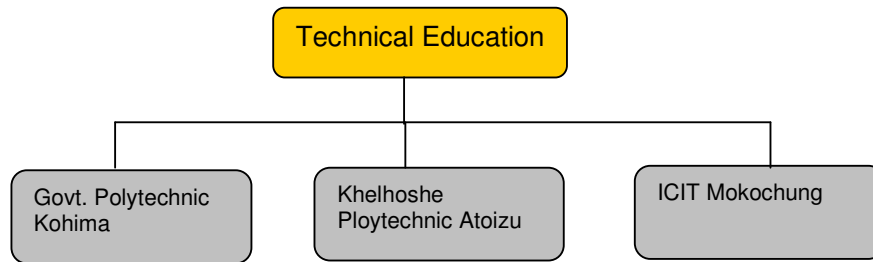 Technical Education
Govt. Polytechnic
Kohima
Khelhoshe
Ploytechnic Atoizu
ICIT Mokochung